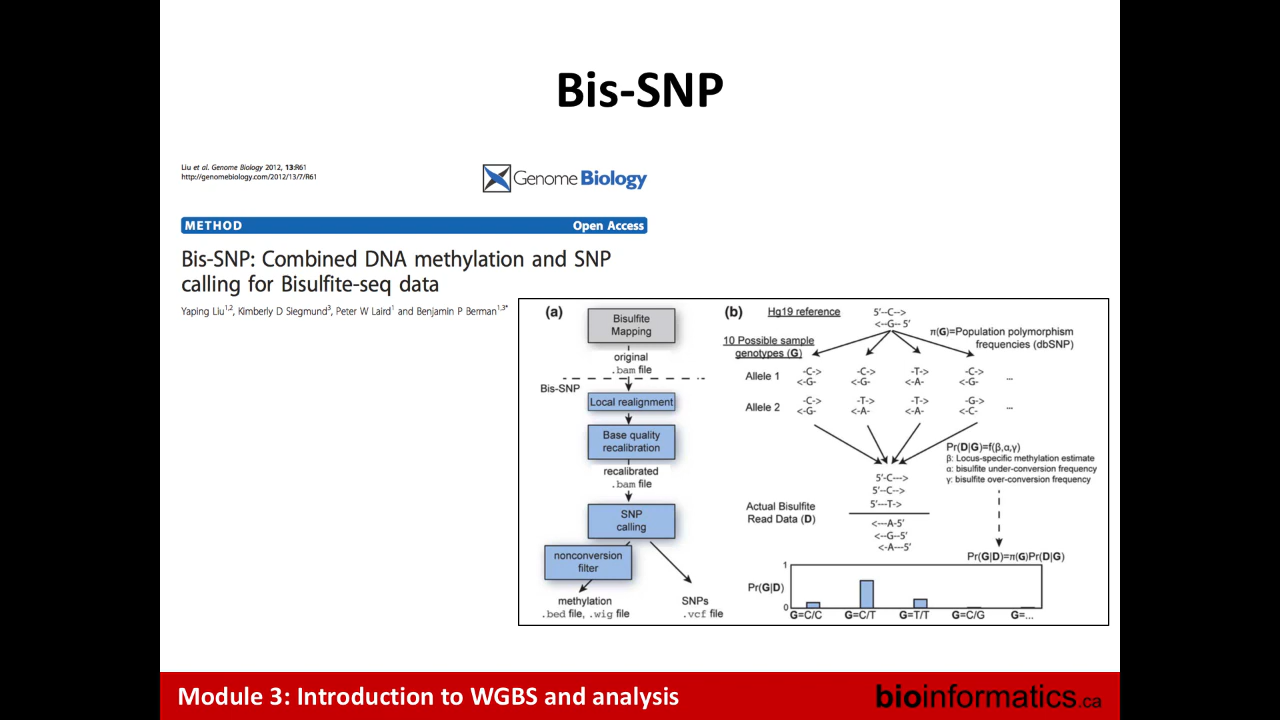 Bis-SNP
Liu et al. Genome Biology 2012, 13:R61
http://genomebiology.com/2012/13/7/R61
Genome Biology
METHOD
Open Access
Bis-SNP: Combined DNA methylation and SNP
calling for Bisulfite-seq data
Yaping Liu1,2, Kimberly D Siegmund3, Peter W Laird1 and Benjamin P Berman1,3*
(a)
Bisulfite
Mapping
original
.bam file
Bis-SNP
Local realignment
Base quality
recalibration
recalibrated
.bam file
SNP
calling
nonconversion
filter
methylation
.bed file, .wig file
SNPs
.vcf file
(b)
Hg19 reference
5'--C-->
<--G-- 5'
π(G)=Population polymorphism
frequencies (dbSNP)
10 Possible sample
genotypes (G)
Allele 1
-C-> -C-> -T-> -C->
<-G- <-G- <-A- <-G- ...
Allele 2
-C-> -T-> -T-> -G->
<-G- <-A- <-A- <-C- ...
Pr(D|G)=f(β,α,γ)
β: Locus-specific methylation estimate
α: bisulfite under-conversion frequency
γ: bisulfite over-conversion frequency
Actual Bisulfite
Read Data (D)
5'-C--->
5'--C-->
5'---T->
<---A-5'
<--G--5'
<-A---5'
Pr(G|D)=π(G)Pr(D|G)
Pr(G|D)
1
0
G=C/C G=C/T G=T/T G=C/G G=...
Module 3: Introduction to WGBS and analysis
bioinformatics.ca